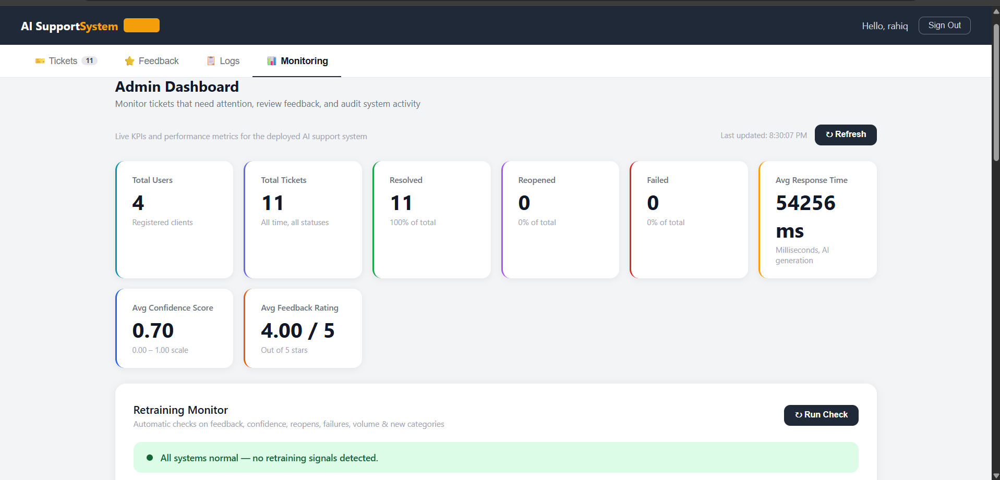 AI SupportSystem
Hello, rahiq
Sign Out
Tickets 11
Feedback
Logs
Monitoring
Admin Dashboard
Monitor tickets that need attention, review feedback, and audit system activity
Live KPIs and performance metrics for the deployed AI support system
Last updated: 8:30:07 PM
↻ Refresh
Total Users
4
Registered clients
Total Tickets
11
All time, all statuses
Resolved
11
100% of total
Reopened
0
0% of total
Failed
0
0% of total
Avg Response Time
54256
ms
Milliseconds, AI
generation
Avg Confidence Score
0.70
0.00 – 1.00 scale
Avg Feedback Rating
4.00 / 5
Out of 5 stars
Retraining Monitor
Automatic checks on feedback, confidence, reopens, failures, volume & new categories
↻ Run Check
All systems normal — no retraining signals detected.